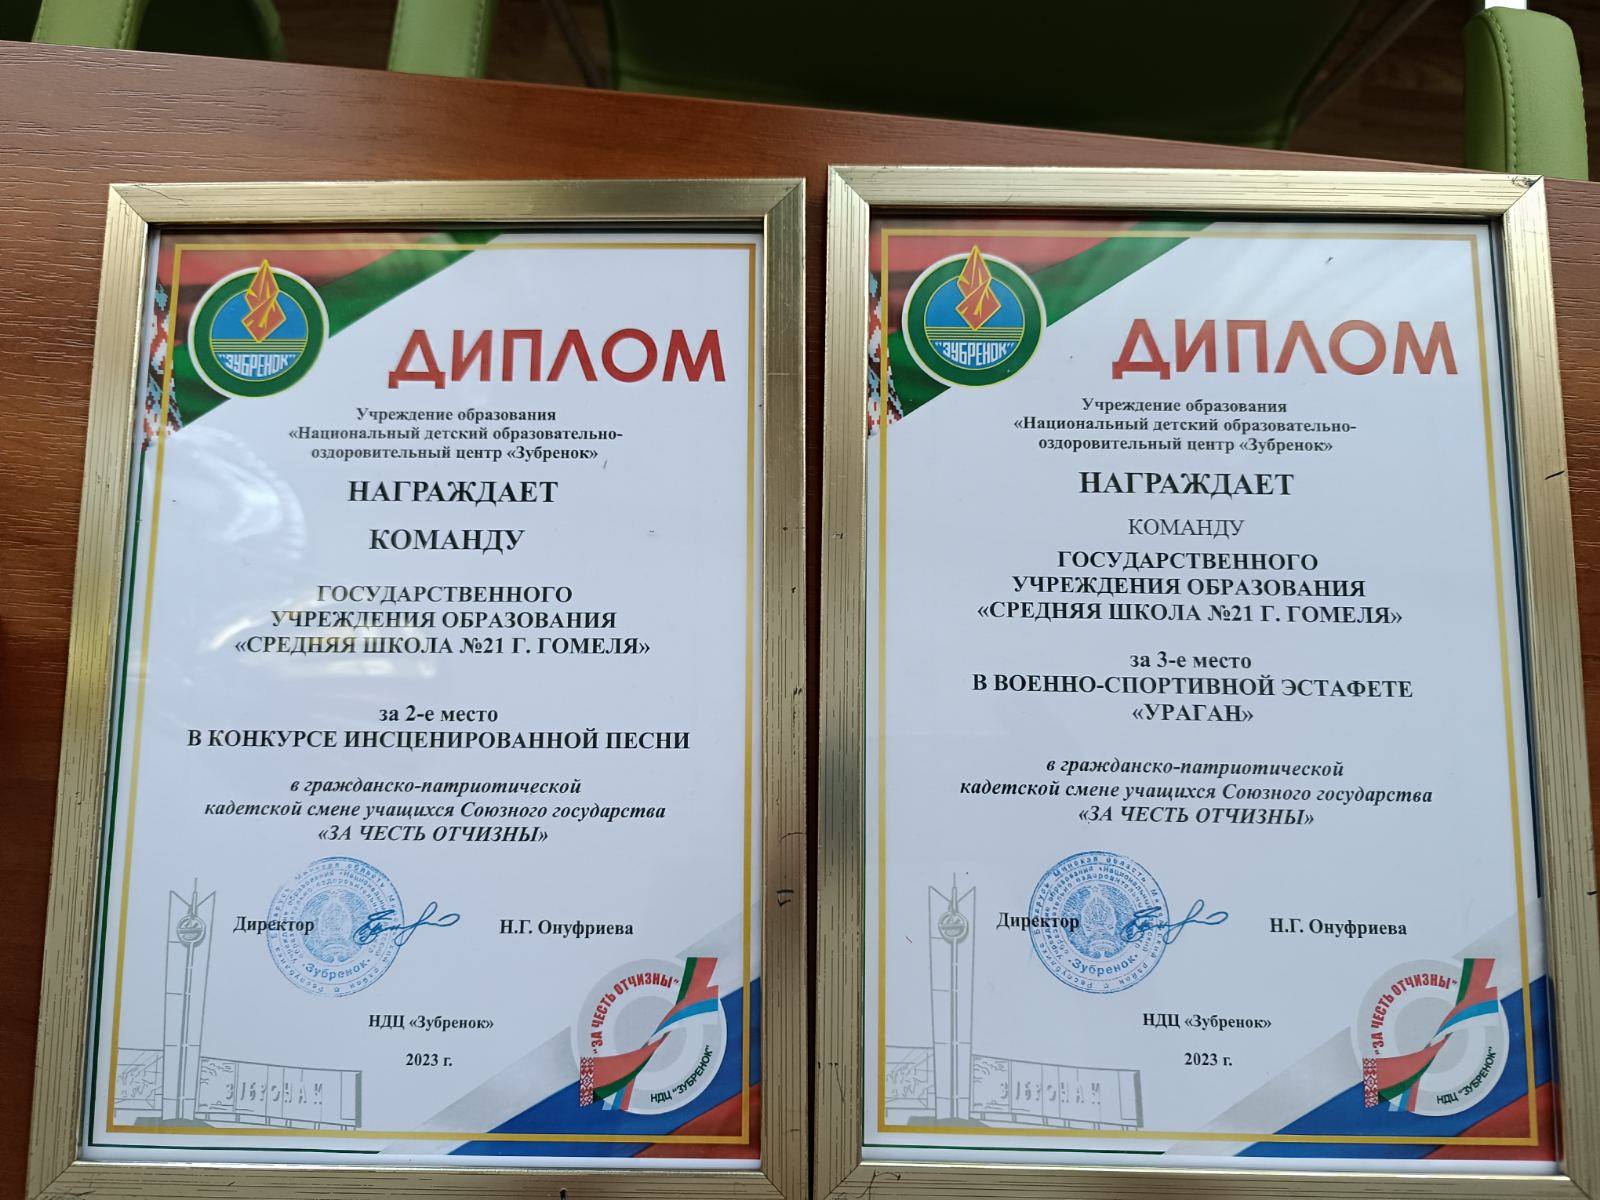 "ЗУБРЕНОК"
ДИПЛОМ
Учреждение образования
«Национальный детский образовательно-
оздоровительный центр «Зубренок»
НАГРАЖДАЕТ
КОМАНДУ
ГОСУДАРСТВЕННОГО
УЧРЕЖДЕНИЯ ОБРАЗОВАНИЯ
«СРЕДНЯЯ ШКОЛА №21 Г. ГОМЕЛЯ»
за 2-е место
В КОНКУРСЕ ИНСЦЕНИРОВАННОЙ ПЕСНИ
в гражданско-патриотической
кадетской смене учащихся Союзного государства
«ЗА ЧЕСТЬ ОТЧИЗНЫ»
Директор
Н.Г. Онуфриева
«Зубренок»
НДЦ «Зубренок»
2023 г.
"ЗА ЧЕСТЬ ОТЧИЗНЫ"
НДЦ "ЗУБРЕНОК"
"ЗУБРЕНОК"
ДИПЛОМ
Учреждение образования
«Национальный детский образовательно-
оздоровительный центр «Зубренок»
НАГРАЖДАЕТ
КОМАНДУ
ГОСУДАРСТВЕННОГО
УЧРЕЖДЕНИЯ ОБРАЗОВАНИЯ
«СРЕДНЯЯ ШКОЛА №21 Г. ГОМЕЛЯ»
за 3-е место
В ВОЕННО-СПОРТИВНОЙ ЭСТАФЕТЕ
«УРАГАН»
в гражданско-патриотической
кадетской смене учащихся Союзного государства
«ЗА ЧЕСТЬ ОТЧИЗНЫ»
Директор
Н.Г. Онуфриева
«Зубренок»
НДЦ «Зубренок»
2023 г.
"ЗА ЧЕСТЬ ОТЧИЗНЫ"
НДЦ "ЗУБРЕНОК"